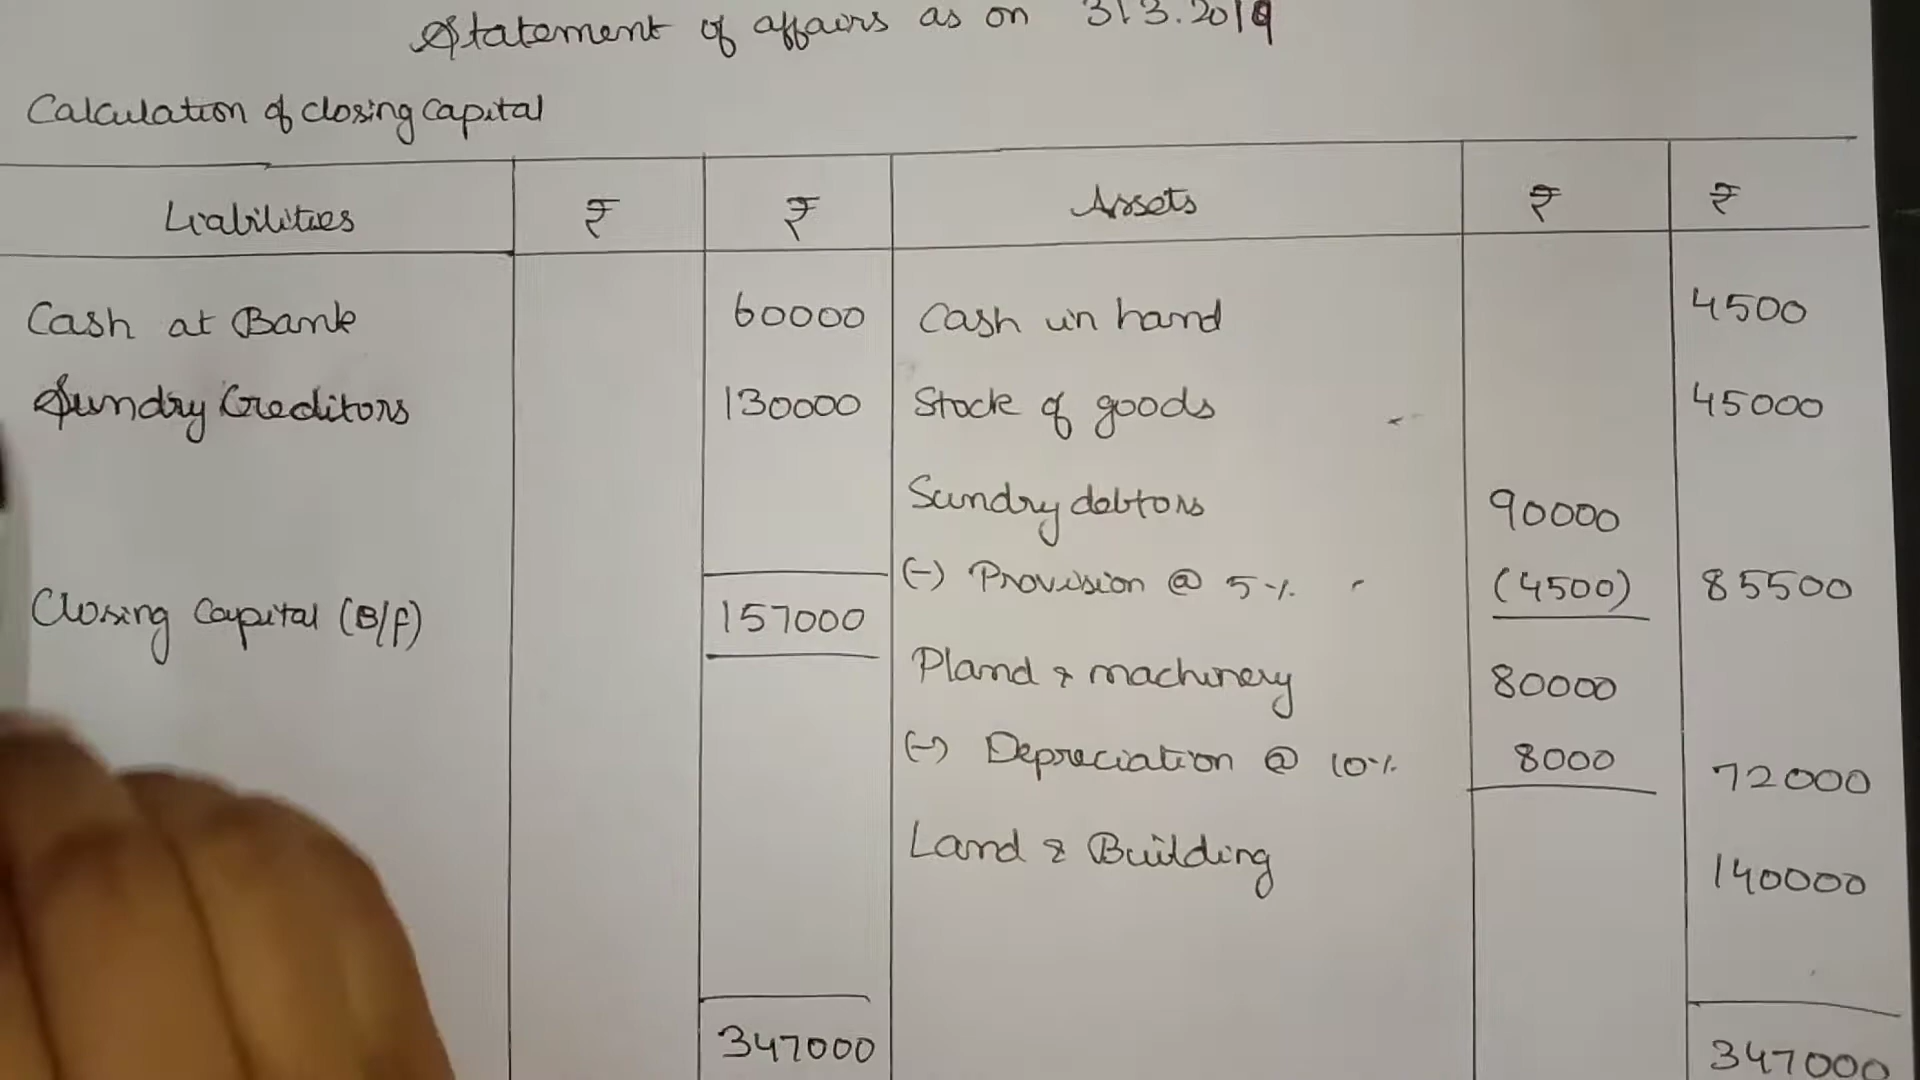 Statement of affairs as on 31.3.2019
Calculation of closing capital
Liabilities ₹ ₹ Assets ₹ ₹
Cash at Bank 60000 Cash in hand 4500
Sundry Creditors 130000 Stock of goods 45000
Sundry debtors 90000
(-) Provision @ 5% (4500) 85500
Closing Capital (B/f) 157000
Pland & machinery 80000
(-) Depreciation @ 10% 8000 72000
Land & Building 140000
347000 347000